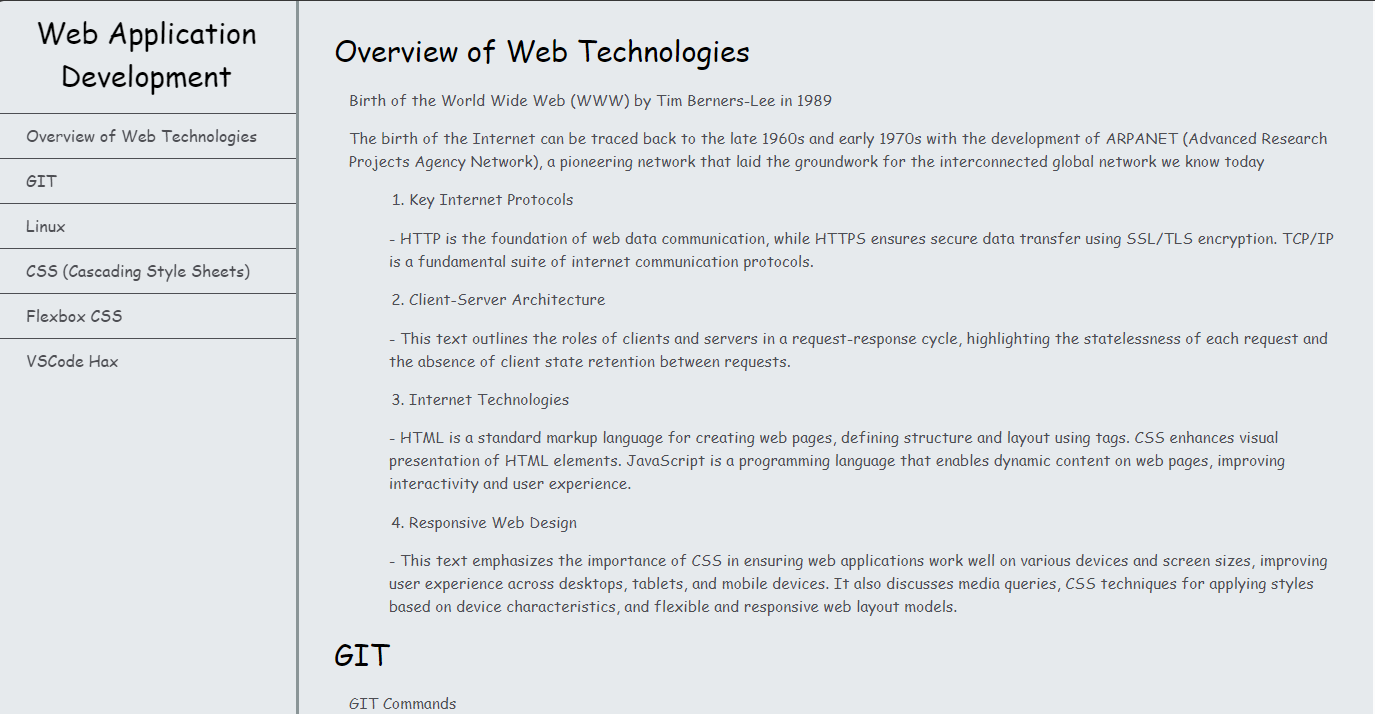 Web Application
Development
Overview of Web Technologies
GIT
Linux
CSS (Cascading Style Sheets)
Flexbox CSS
VSCode Hax
Overview of Web Technologies
Birth of the World Wide Web (WWW) by Tim Berners-Lee in 1989
The birth of the Internet can be traced back to the late 1960s and early 1970s with the development of ARPANET (Advanced Research
Projects Agency Network), a pioneering network that laid the groundwork for the interconnected global network we know today
1. Key Internet Protocols
- HTTP is the foundation of web data communication, while HTTPS ensures secure data transfer using SSL/TLS encryption. TCP/IP
is a fundamental suite of internet communication protocols.
2. Client-Server Architecture
- This text outlines the roles of clients and servers in a request-response cycle, highlighting the statelessness of each request and
the absence of client state retention between requests.
3. Internet Technologies
- HTML is a standard markup language for creating web pages, defining structure and layout using tags. CSS enhances visual
presentation of HTML elements. JavaScript is a programming language that enables dynamic content on web pages, improving
interactivity and user experience.
4. Responsive Web Design
- This text emphasizes the importance of CSS in ensuring web applications work well on various devices and screen sizes, improving
user experience across desktops, tablets, and mobile devices. It also discusses media queries, CSS techniques for applying styles
based on device characteristics, and flexible and responsive web layout models.
GIT
GIT Commands